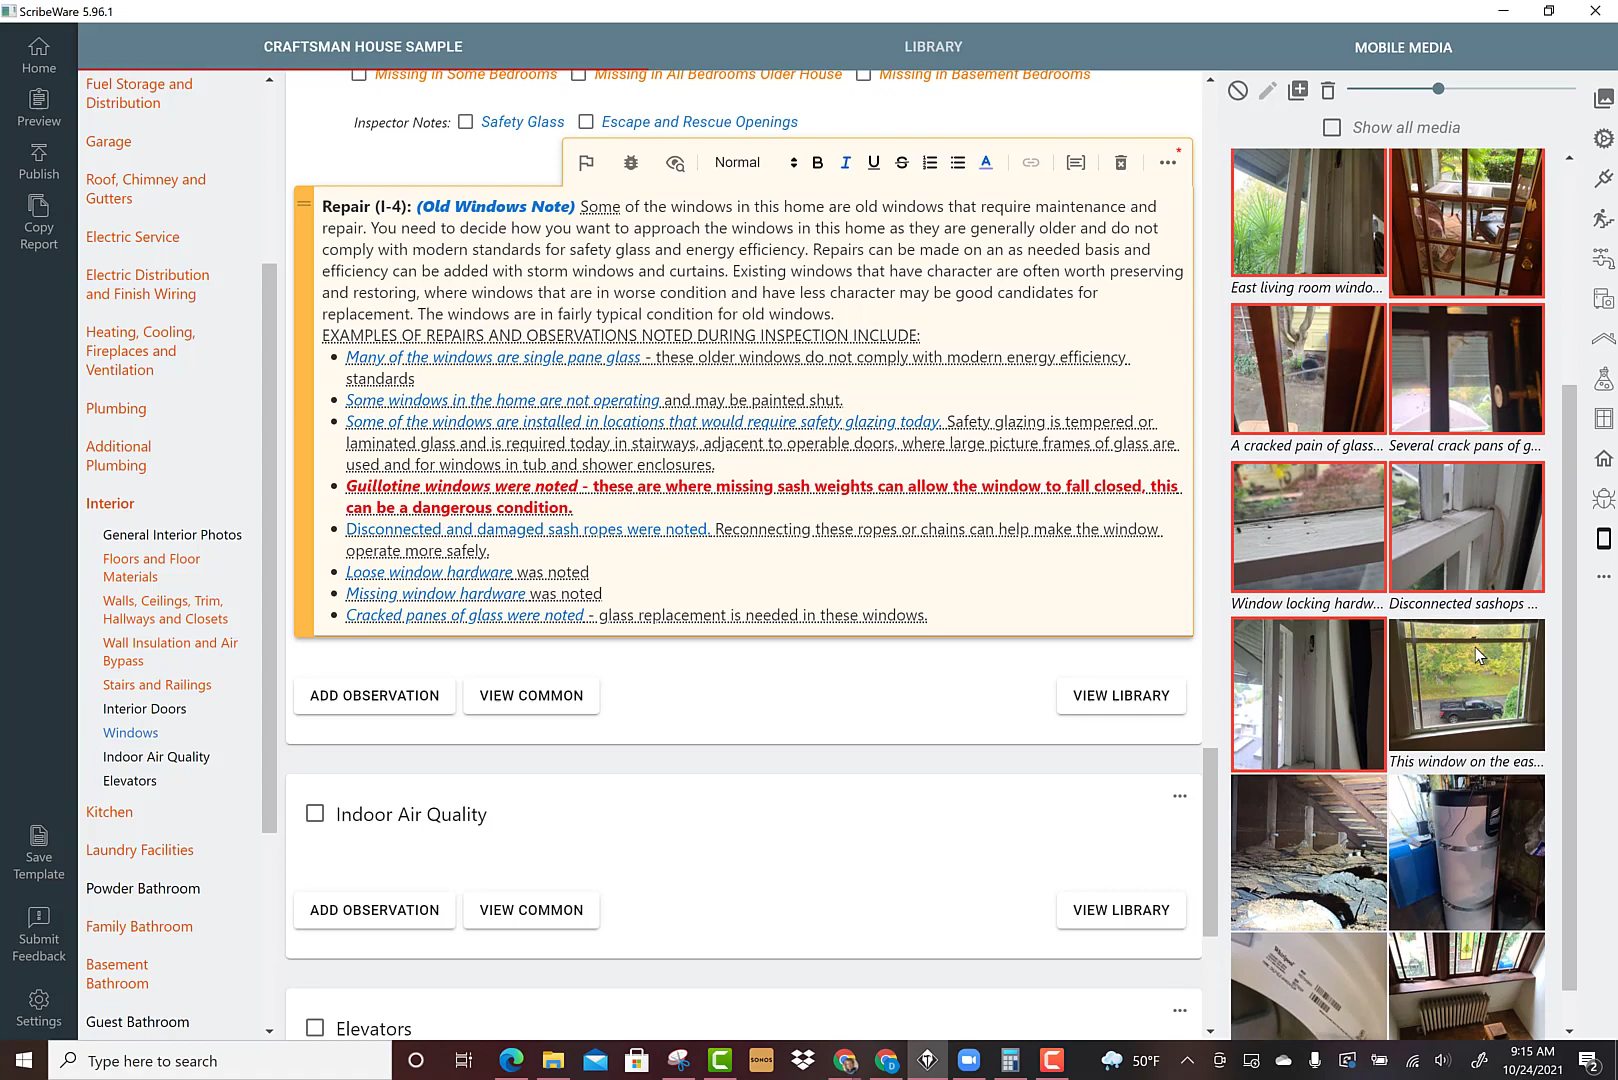 ScribeWare 5.96.1
CRAFTSMAN HOUSE SAMPLE
LIBRARY
MOBILE MEDIA
Home
Preview
Publish
Copy
Report
Save
Template
Submit
Feedback
Settings
Fuel Storage and
Distribution
Garage
Roof, Chimney and
Gutters
Electric Service
Electric Distribution
and Finish Wiring
Heating, Cooling,
Fireplaces and
Ventilation
Plumbing
Additional
Plumbing
Interior
General Interior Photos
Floors and Floor
Materials
Walls, Ceilings, Trim,
Hallways and Closets
Wall Insulation and Air
Bypass
Stairs and Railings
Interior Doors
Windows
Indoor Air Quality
Elevators
Kitchen
Laundry Facilities
Powder Bathroom
Family Bathroom
Basement
Bathroom
Guest Bathroom
Missing in Some Bedrooms Missing in All Bedrooms Older House Missing in Basement Bedrooms
Inspector Notes: Safety Glass Escape and Rescue Openings
Normal B I U S A
Repair (I-4): (Old Windows Note) Some of the windows in this home are old windows that require maintenance and
repair. You need to decide how you want to approach the windows in this home as they are generally older and do not
comply with modern standards for safety glass and energy efficiency. Repairs can be made on an as needed basis and
efficiency can be added with storm windows and curtains. Existing windows that have character are often worth preserving
and restoring, where windows that are in worse condition and have less character may be good candidates for
replacement. The windows are in fairly typical condition for old windows.
EXAMPLES OF REPAIRS AND OBSERVATIONS NOTED DURING INSPECTION INCLUDE:
• Many of the windows are single pane glass - these older windows do not comply with modern energy efficiency
standards
• Some windows in the home are not operating and may be painted shut.
• Some of the windows are installed in locations that would require safety glazing today. Safety glazing is tempered or
laminated glass and is required today in stairways, adjacent to operable doors, where large picture frames of glass are
used and for windows in tub and shower enclosures.
• Guillotine windows were noted - these are where missing sash weights can allow the window to fall closed, this
can be a dangerous condition.
• Disconnected and damaged sash ropes were noted. Reconnecting these ropes or chains can help make the window
operate more safely.
• Loose window hardware was noted
• Missing window hardware was noted
• Cracked panes of glass were noted - glass replacement is needed in these windows.
ADD OBSERVATION VIEW COMMON VIEW LIBRARY
Indoor Air Quality
ADD OBSERVATION VIEW COMMON VIEW LIBRARY
Elevators
Show all media
East living room windo...
A cracked pain of glass... Several crack pans of g...
Window locking hardw... Disconnected sashops ...
This window on the eas...
Type here to search
SONOS
50°F
9:15 AM
10/24/2021
2